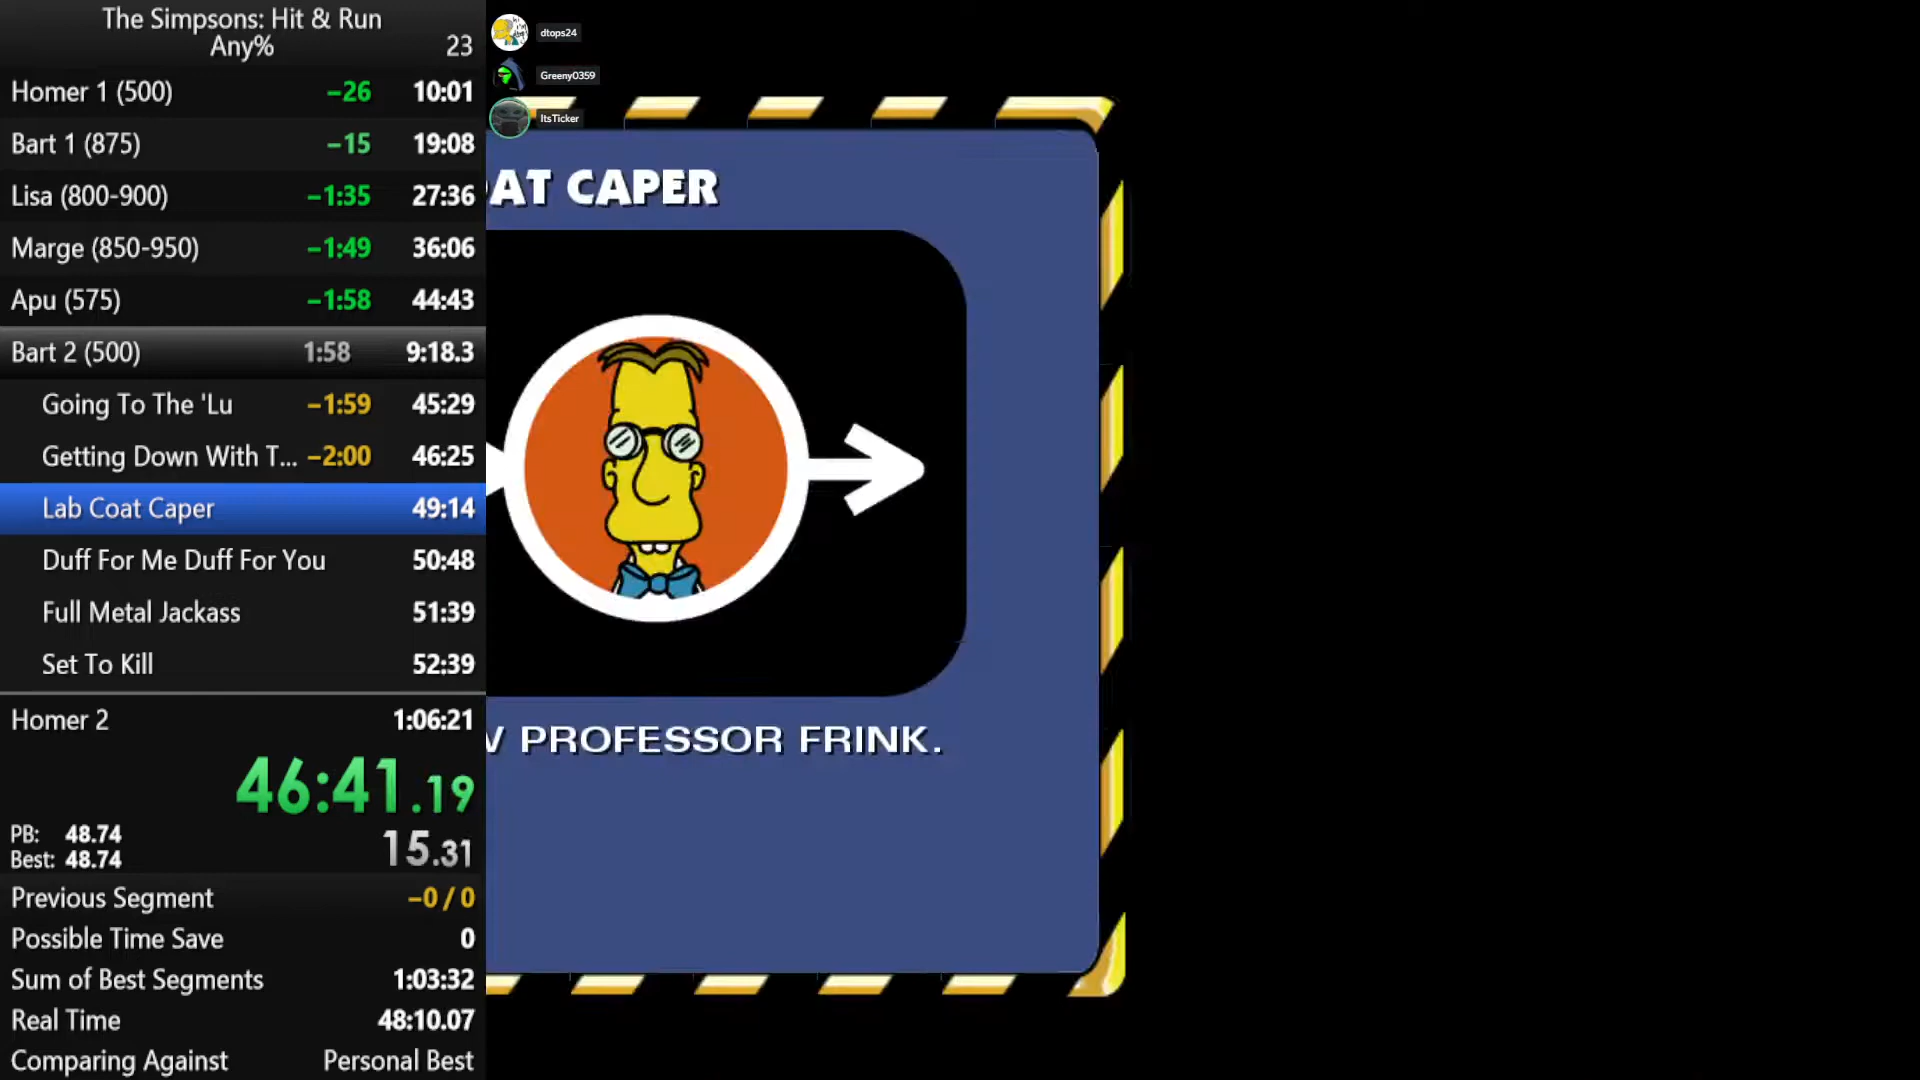 The Simpsons: Hit & Run
Any% 23
Homer 1 (500) −26 10:01
Bart 1 (875) −15 19:08
Lisa (800-900) −1:35 27:36
Marge (850-950) −1:49 36:06
Apu (575) −1:58 44:43
Bart 2 (500) 1:58 9:18.3
Going To The 'Lu −1:59 45:29
Getting Down With T... −2:00 46:25
Lab Coat Caper 49:14
Duff For Me Duff For You 50:48
Full Metal Jackass 51:39
Set To Kill 52:39
Homer 2 1:06:21
46:41.19
PB: 48.74
Best: 48.74
15.31
Previous Segment −0 / 0
Possible Time Save 0
Sum of Best Segments 1:03:32
Real Time 48:10.07
Comparing Against Personal Best
dtops24
Greeny0359
ItsTicker
AT CAPER
PROFESSOR FRINK.